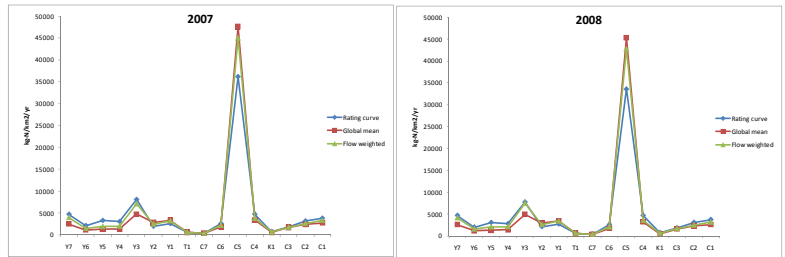 2007
50000
45000
40000
35000
30000
25000
20000
15000
10000
5000
0
kg-N/km2/yr
Y7 Y6 Y5 Y4 Y3 Y2 Y1 T1 C7 C6 C5 C4 K1 C3 C2 C1
Rating curve
Global mean
Flow weighted
2008
50000
45000
40000
35000
30000
25000
20000
15000
10000
5000
0
kg-N/km2/yr
Y7 Y6 Y5 Y4 Y3 Y2 Y1 T1 C7 C6 C5 C4 K1 C3 C2 C1
Rating curve
Global mean
Flow weighted